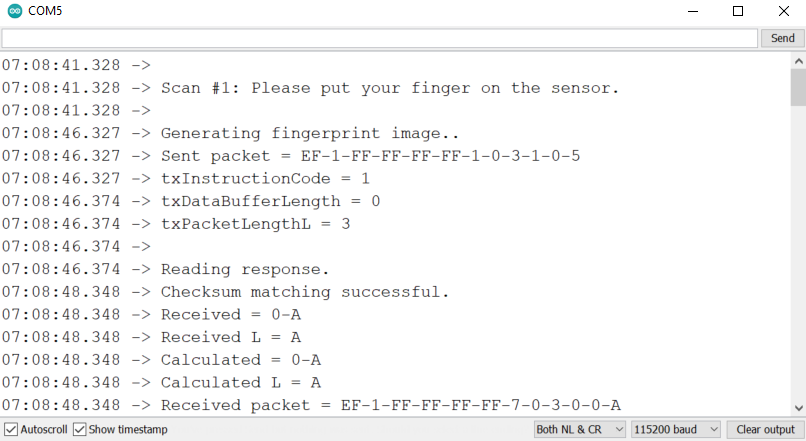 COM5
Send
07:08:41.328 ->
07:08:41.328 -> Scan #1: Please put your finger on the sensor.
07:08:41.328 ->
07:08:46.327 -> Generating fingerprint image..
07:08:46.327 -> Sent packet = EF-1-FF-FF-FF-FF-1-0-3-1-0-5
07:08:46.327 -> txInstructionCode = 1
07:08:46.374 -> txDataBufferLength = 0
07:08:46.374 -> txPacketLengthL = 3
07:08:46.374 ->
07:08:46.374 -> Reading response.
07:08:48.348 -> Checksum matching successful.
07:08:48.348 -> Received = 0-A
07:08:48.348 -> Received L = A
07:08:48.348 -> Calculated = 0-A
07:08:48.348 -> Calculated L = A
07:08:48.348 -> Received packet = EF-1-FF-FF-FF-FF-7-0-3-0-0-A
Autoscroll Show timestamp Both NL & CR 115200 baud Clear output